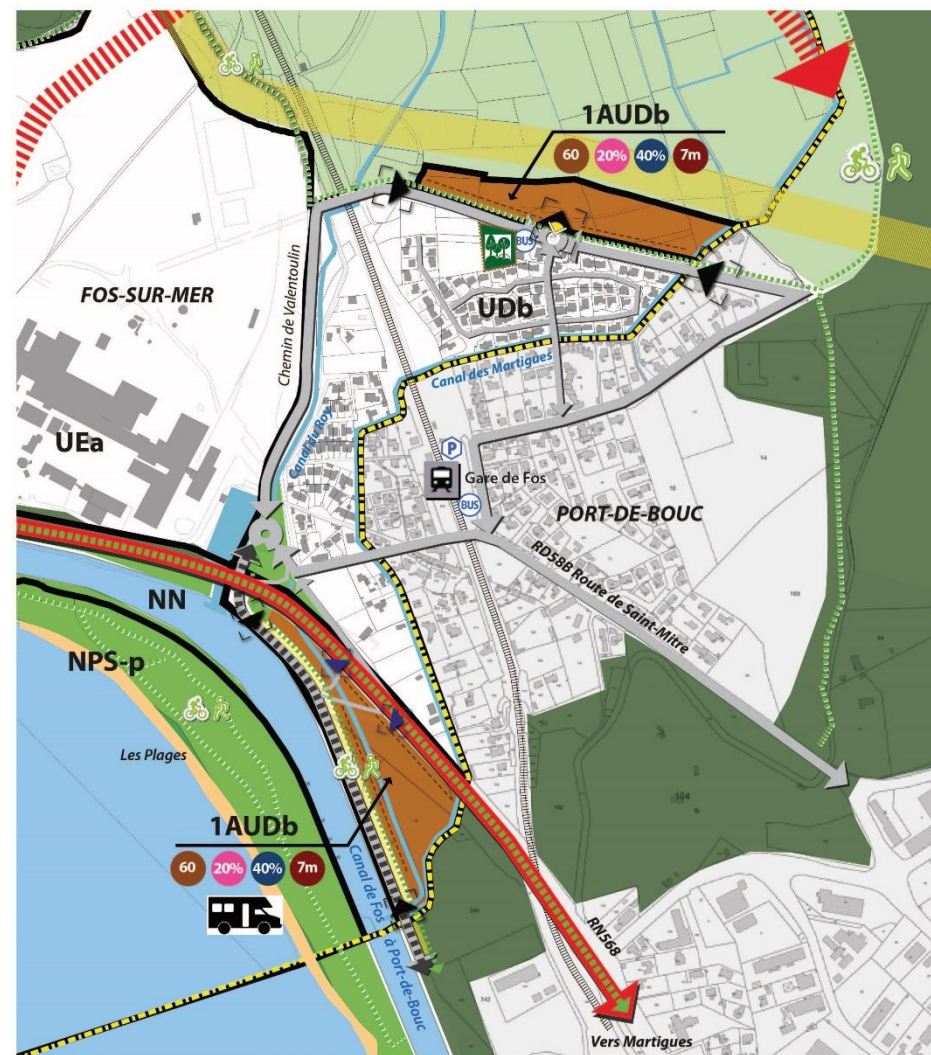 1AUDb
60 20% 40% 7m
BUS
FOS-SUR-MER
Chemin de Valentoulin
UDb
Canal des Martigues
UEa
Canal du Roy
P
Gare de Fos
BUS
PORT-DE-BOUC
RD58B Route de Saint-Mitre
NN
NPS-p
Les Plages
104
1AUDb
60 20% 40% 7m
Canal de Fos
à Port-de-Bouc
RN568
Vers Martigues